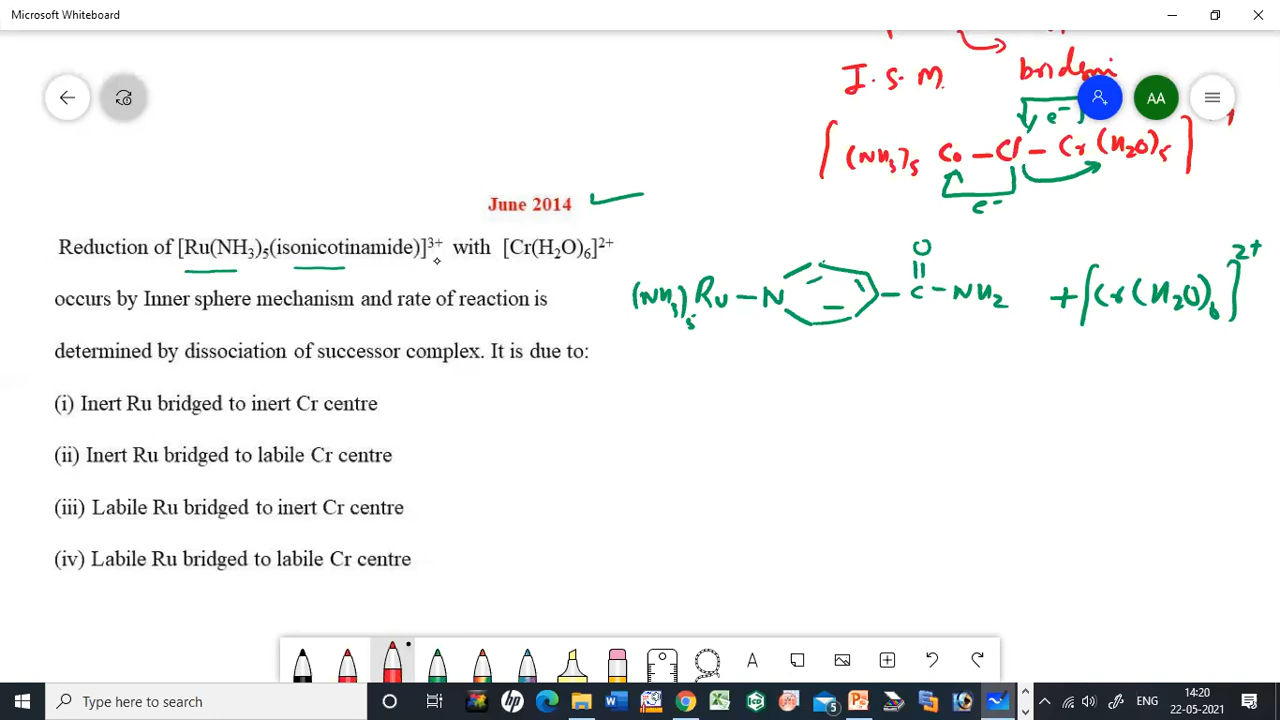 Microsoft Whiteboard
I.S.M.
AA
e-
[(NH3)5 Co – Cl – Cr (H2O)5]
e-
June 2014
Reduction of [Ru(NH₃)₅(isonicotinamide)]³⁺ with [Cr(H₂O)₆]²⁺
occurs by Inner sphere mechanism and rate of reaction is
determined by dissociation of successor complex. It is due to:
O
(NH3)5 Ru – N – C – NH2 + [Cr(H2O)6]2+
(i) Inert Ru bridged to inert Cr centre
(ii) Inert Ru bridged to labile Cr centre
(iii) Labile Ru bridged to inert Cr centre
(iv) Labile Ru bridged to labile Cr centre
A
Type here to search
5
ENG
14:20
22-05-2021